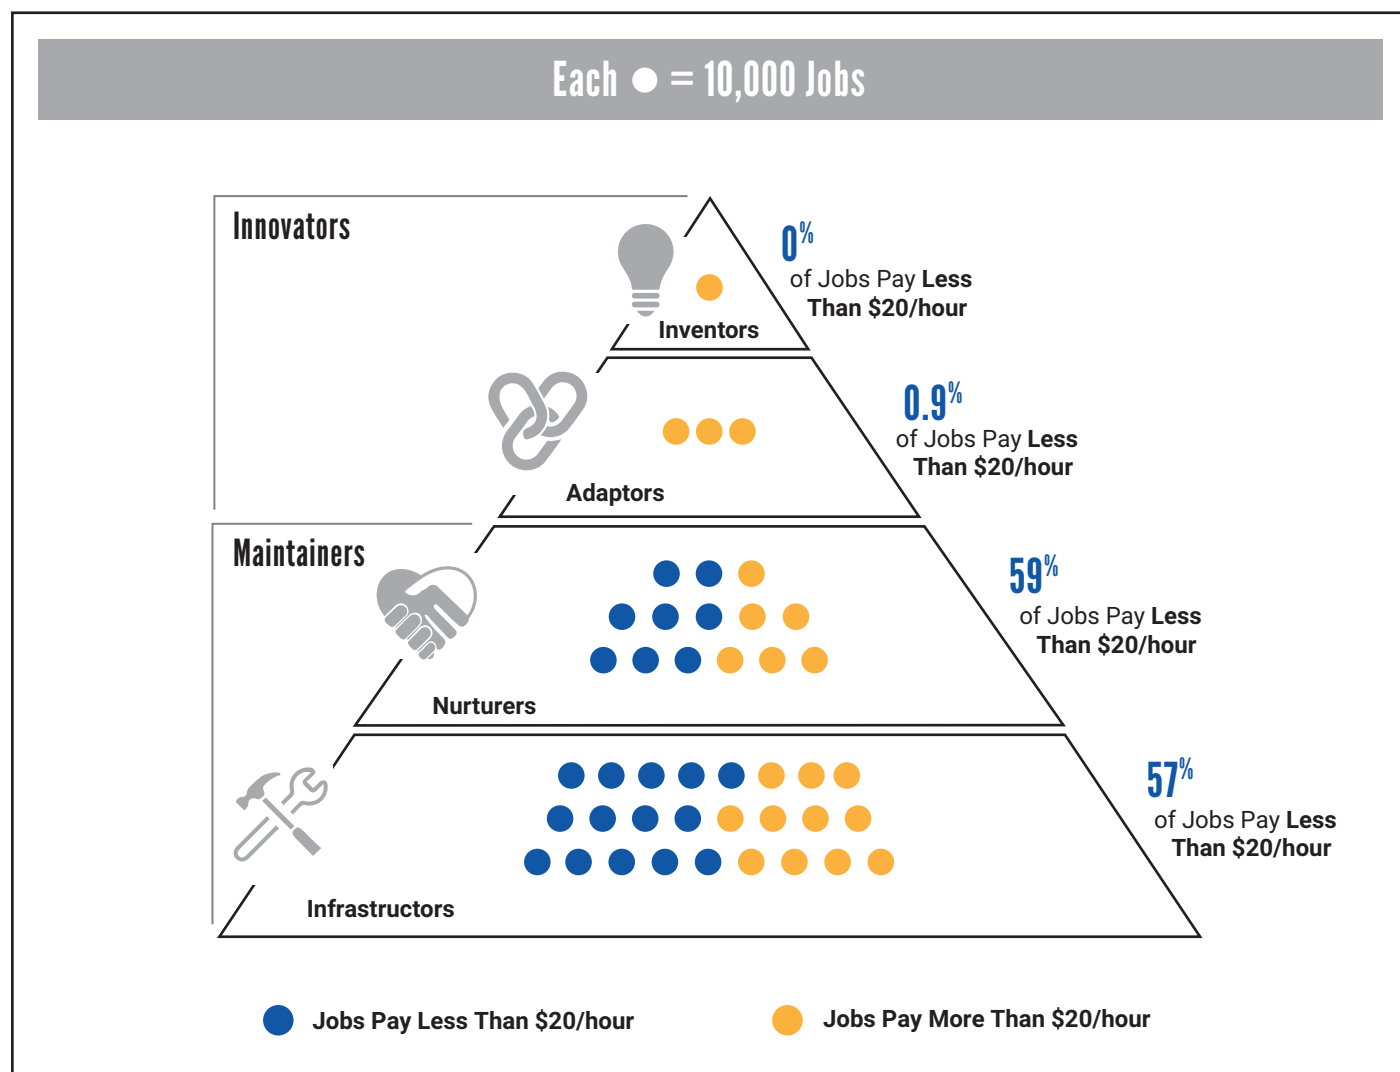 Each ● = 10,000 Jobs
Innovators
0%
of Jobs Pay Less
Than $20/hour
Inventors
0.9%
of Jobs Pay Less
Than $20/hour
Adaptors
Maintainers
59%
of Jobs Pay Less
Than $20/hour
Nurturers
57%
of Jobs Pay Less
Than $20/hour
Infrastructors
Jobs Pay Less Than $20/hour
Jobs Pay More Than $20/hour